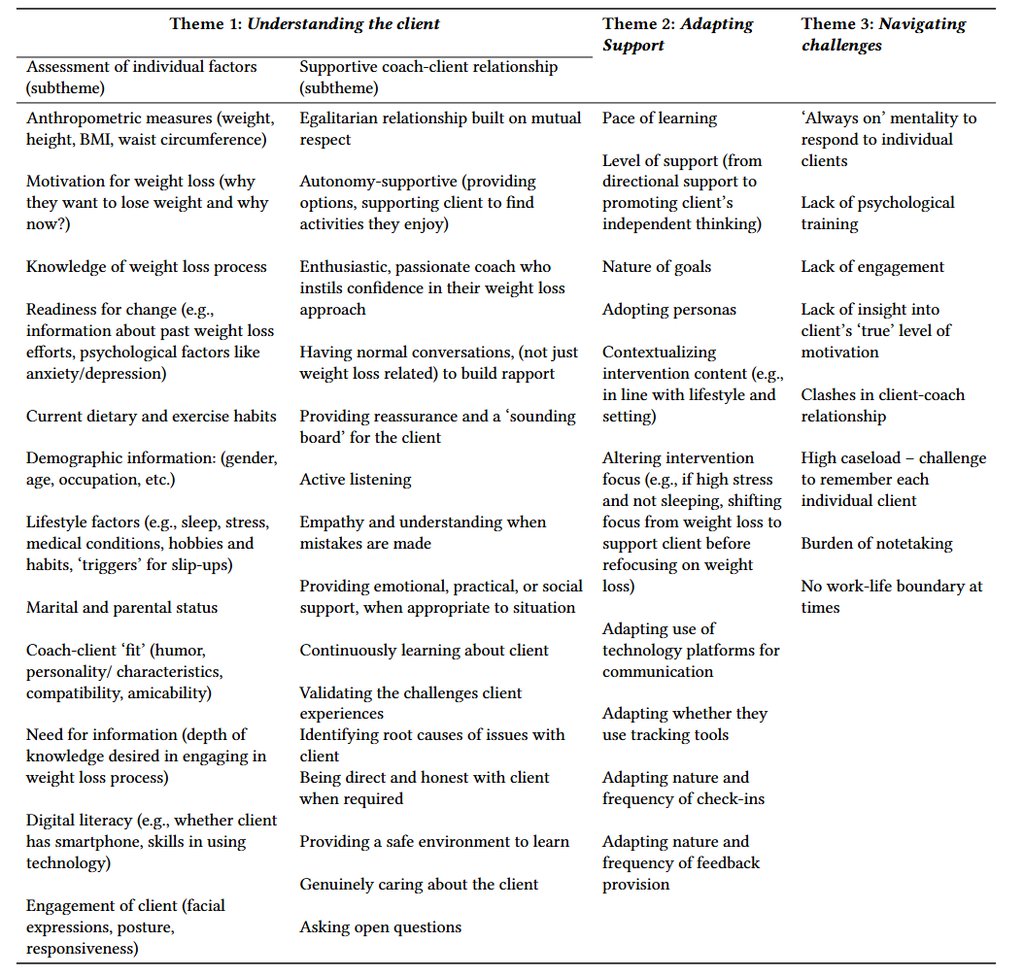 Theme 1: Understanding the client
Theme 2: Adapting
Support
Theme 3: Navigating
challenges
Assessment of individual factors
(subtheme)
Supportive coach-client relationship
(subtheme)
Anthropometric measures (weight,
height, BMI, waist circumference)
Motivation for weight loss (why
they want to lose weight and why
now?)
Knowledge of weight loss process
Readiness for change (e.g.,
information about past weight loss
efforts, psychological factors like
anxiety/depression)
Current dietary and exercise habits
Demographic information: (gender,
age, occupation, etc.)
Lifestyle factors (e.g., sleep, stress,
medical conditions, hobbies and
habits, ‘triggers’ for slip-ups)
Marital and parental status
Coach-client ‘fit’ (humor,
personality/ characteristics,
compatibility, amicability)
Need for information (depth of
knowledge desired in engaging in
weight loss process)
Digital literacy (e.g., whether client
has smartphone, skills in using
technology)
Engagement of client (facial
expressions, posture,
responsiveness)
Egalitarian relationship built on mutual
respect
Autonomy-supportive (providing
options, supporting client to find
activities they enjoy)
Enthusiastic, passionate coach who
instils confidence in their weight loss
approach
Having normal conversations, (not just
weight loss related) to build rapport
Providing reassurance and a ‘sounding
board’ for the client
Active listening
Empathy and understanding when
mistakes are made
Providing emotional, practical, or social
support, when appropriate to situation
Continuously learning about client
Validating the challenges client
experiences
Identifying root causes of issues with
client
Being direct and honest with client
when required
Providing a safe environment to learn
Genuinely caring about the client
Asking open questions
Pace of learning
Level of support (from
directional support to
promoting client’s
independent thinking)
Nature of goals
Adopting personas
Contextualizing
intervention content (e.g.,
in line with lifestyle and
setting)
Altering intervention
focus (e.g., if high stress
and not sleeping, shifting
focus from weight loss to
support client before
refocusing on weight
loss)
Adapting use of
technology platforms for
communication
Adapting whether they
use tracking tools
Adapting nature and
frequency of check-ins
Adapting nature and
frequency of feedback
provision
‘Always on’ mentality to
respond to individual
clients
Lack of psychological
training
Lack of engagement
Lack of insight into
client’s ‘true’ level of
motivation
Clashes in client-coach
relationship
High caseload – challenge
to remember each
individual client
Burden of notetaking
No work-life boundary at
times